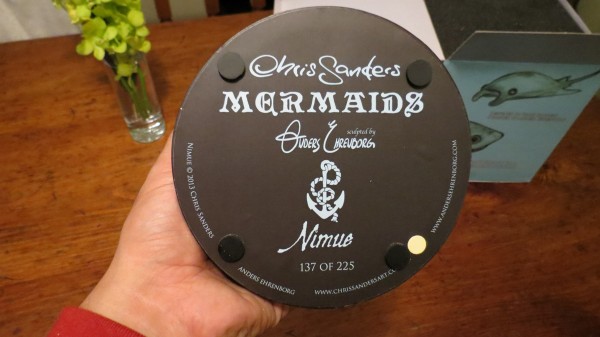 Chris Sanders
MERMAIDS
sculpted by
Anders Ehrenborg
Nimue
137 OF 225
NIMUE © 2013 CHRIS SANDERS
ANDERS EHRENBORG
WWW.CHRISSANDERSART.C
WWW.ANDERSEHRENBORG.COM